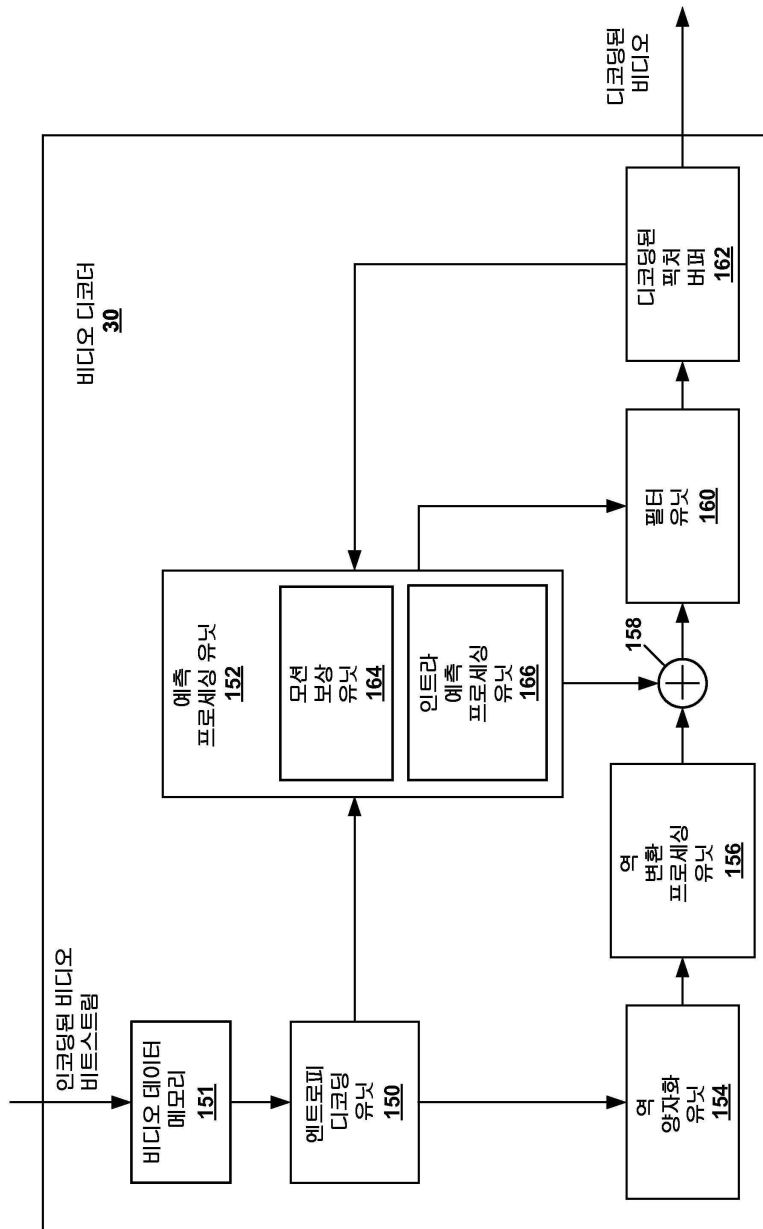 비디오 디코더
30
인코딩된 비디오
비트스트림
비디오 데이터
메모리
151
엔트로피
디코딩
유닛
150
예측
프로세싱 유닛
152
모션
보상
유닛
164
인트라
예측
프로세싱
유닛
166
역
양자화
유닛
154
역
변환
프로세싱
유닛
156
158
필터
유닛
160
디코딩된
픽처
버퍼
162
디코딩된
비디오